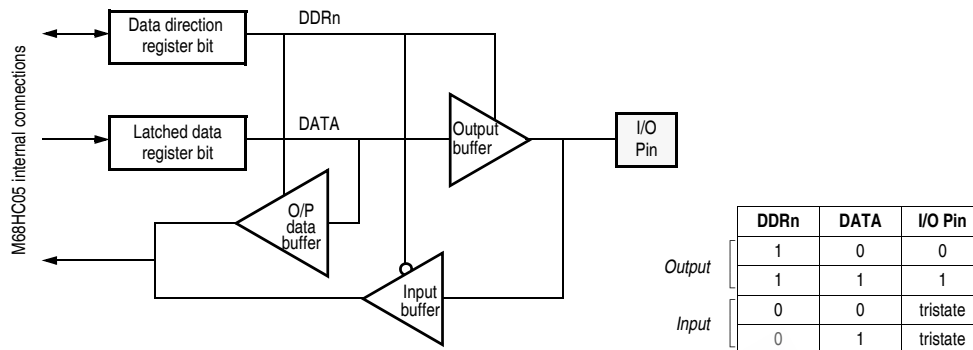 M68HC05 internal connections
Data direction
register bit
DDRn
Latched data
register bit
DATA
Output
buffer
I/O
Pin
O/P
data
buffer
Input
buffer
DDRn DATA I/O Pin
Output
1 0 0
1 1 1
Input
0 0 tristate
0 1 tristate